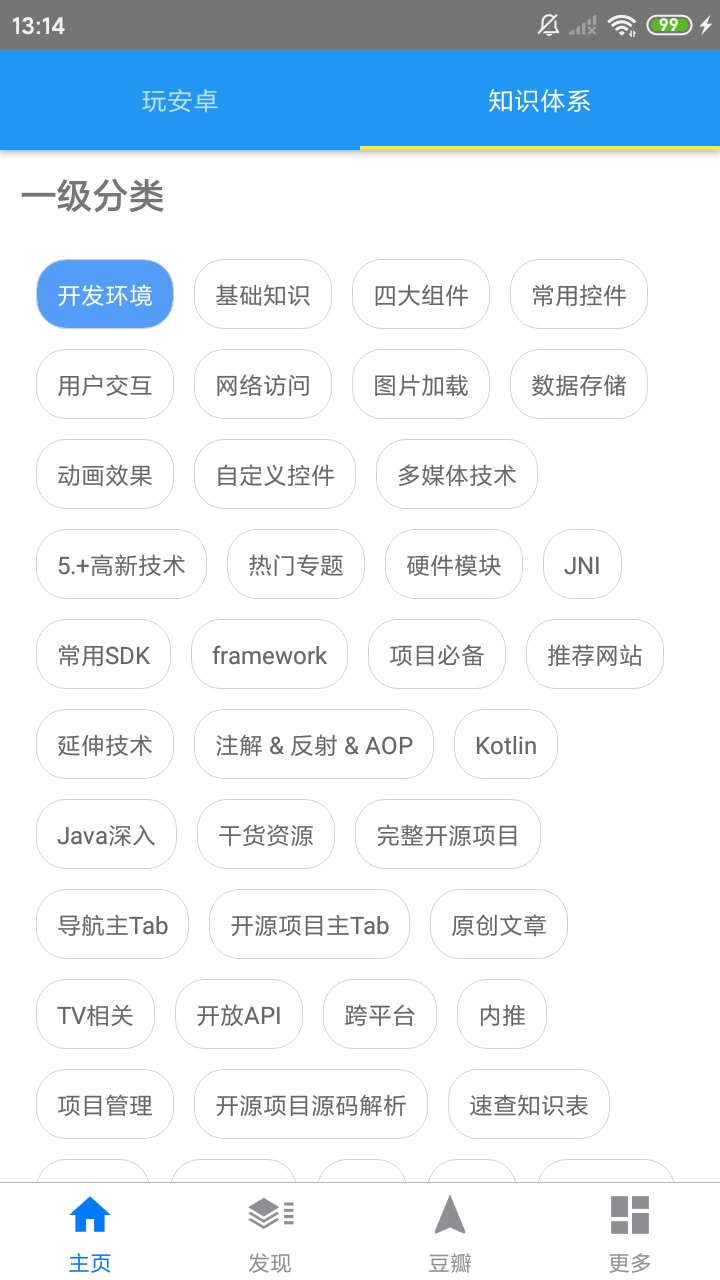 13:14 99
玩安卓 知识体系
一级分类
开发环境 基础知识 四大组件 常用控件
用户交互 网络访问 图片加载 数据存储
动画效果 自定义控件 多媒体技术
5.+高新技术 热门专题 硬件模块 JNI
常用SDK framework 项目必备 推荐网站
延伸技术 注解 & 反射 & AOP Kotlin
Java深入 干货资源 完整开源项目
导航主Tab 开源项目主Tab 原创文章
TV相关 开放API 跨平台 内推
项目管理 开源项目源码解析 速查知识表
主页 发现 豆瓣 更多